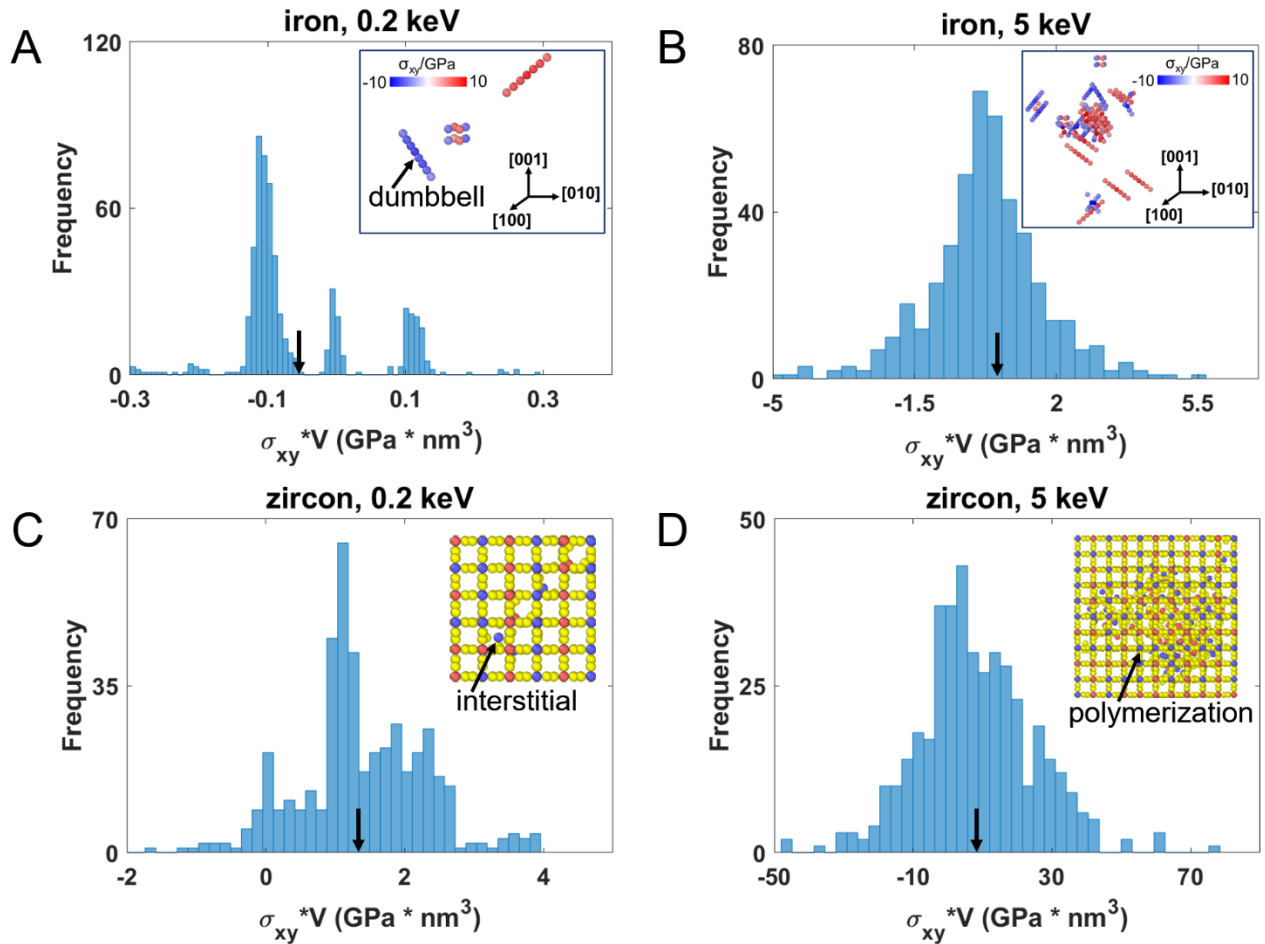 A
iron, 0.2 keV
120
60
0
Frequency
-0.3
-0.1
0.1
0.3
σxy*V (GPa * nm³)
σxy/GPa
-10
10
dumbbell
[001]
[010]
[100]
B
iron, 5 keV
80
40
0
Frequency
-5
-1.5
2
5.5
σxy*V (GPa * nm³)
σxy/GPa
-10
10
[001]
[010]
[100]
C
zircon, 0.2 keV
70
35
0
Frequency
-2
0
2
4
σxy*V (GPa * nm³)
interstitial
D
zircon, 5 keV
50
25
0
Frequency
-50
-10
30
70
σxy*V (GPa * nm³)
polymerization